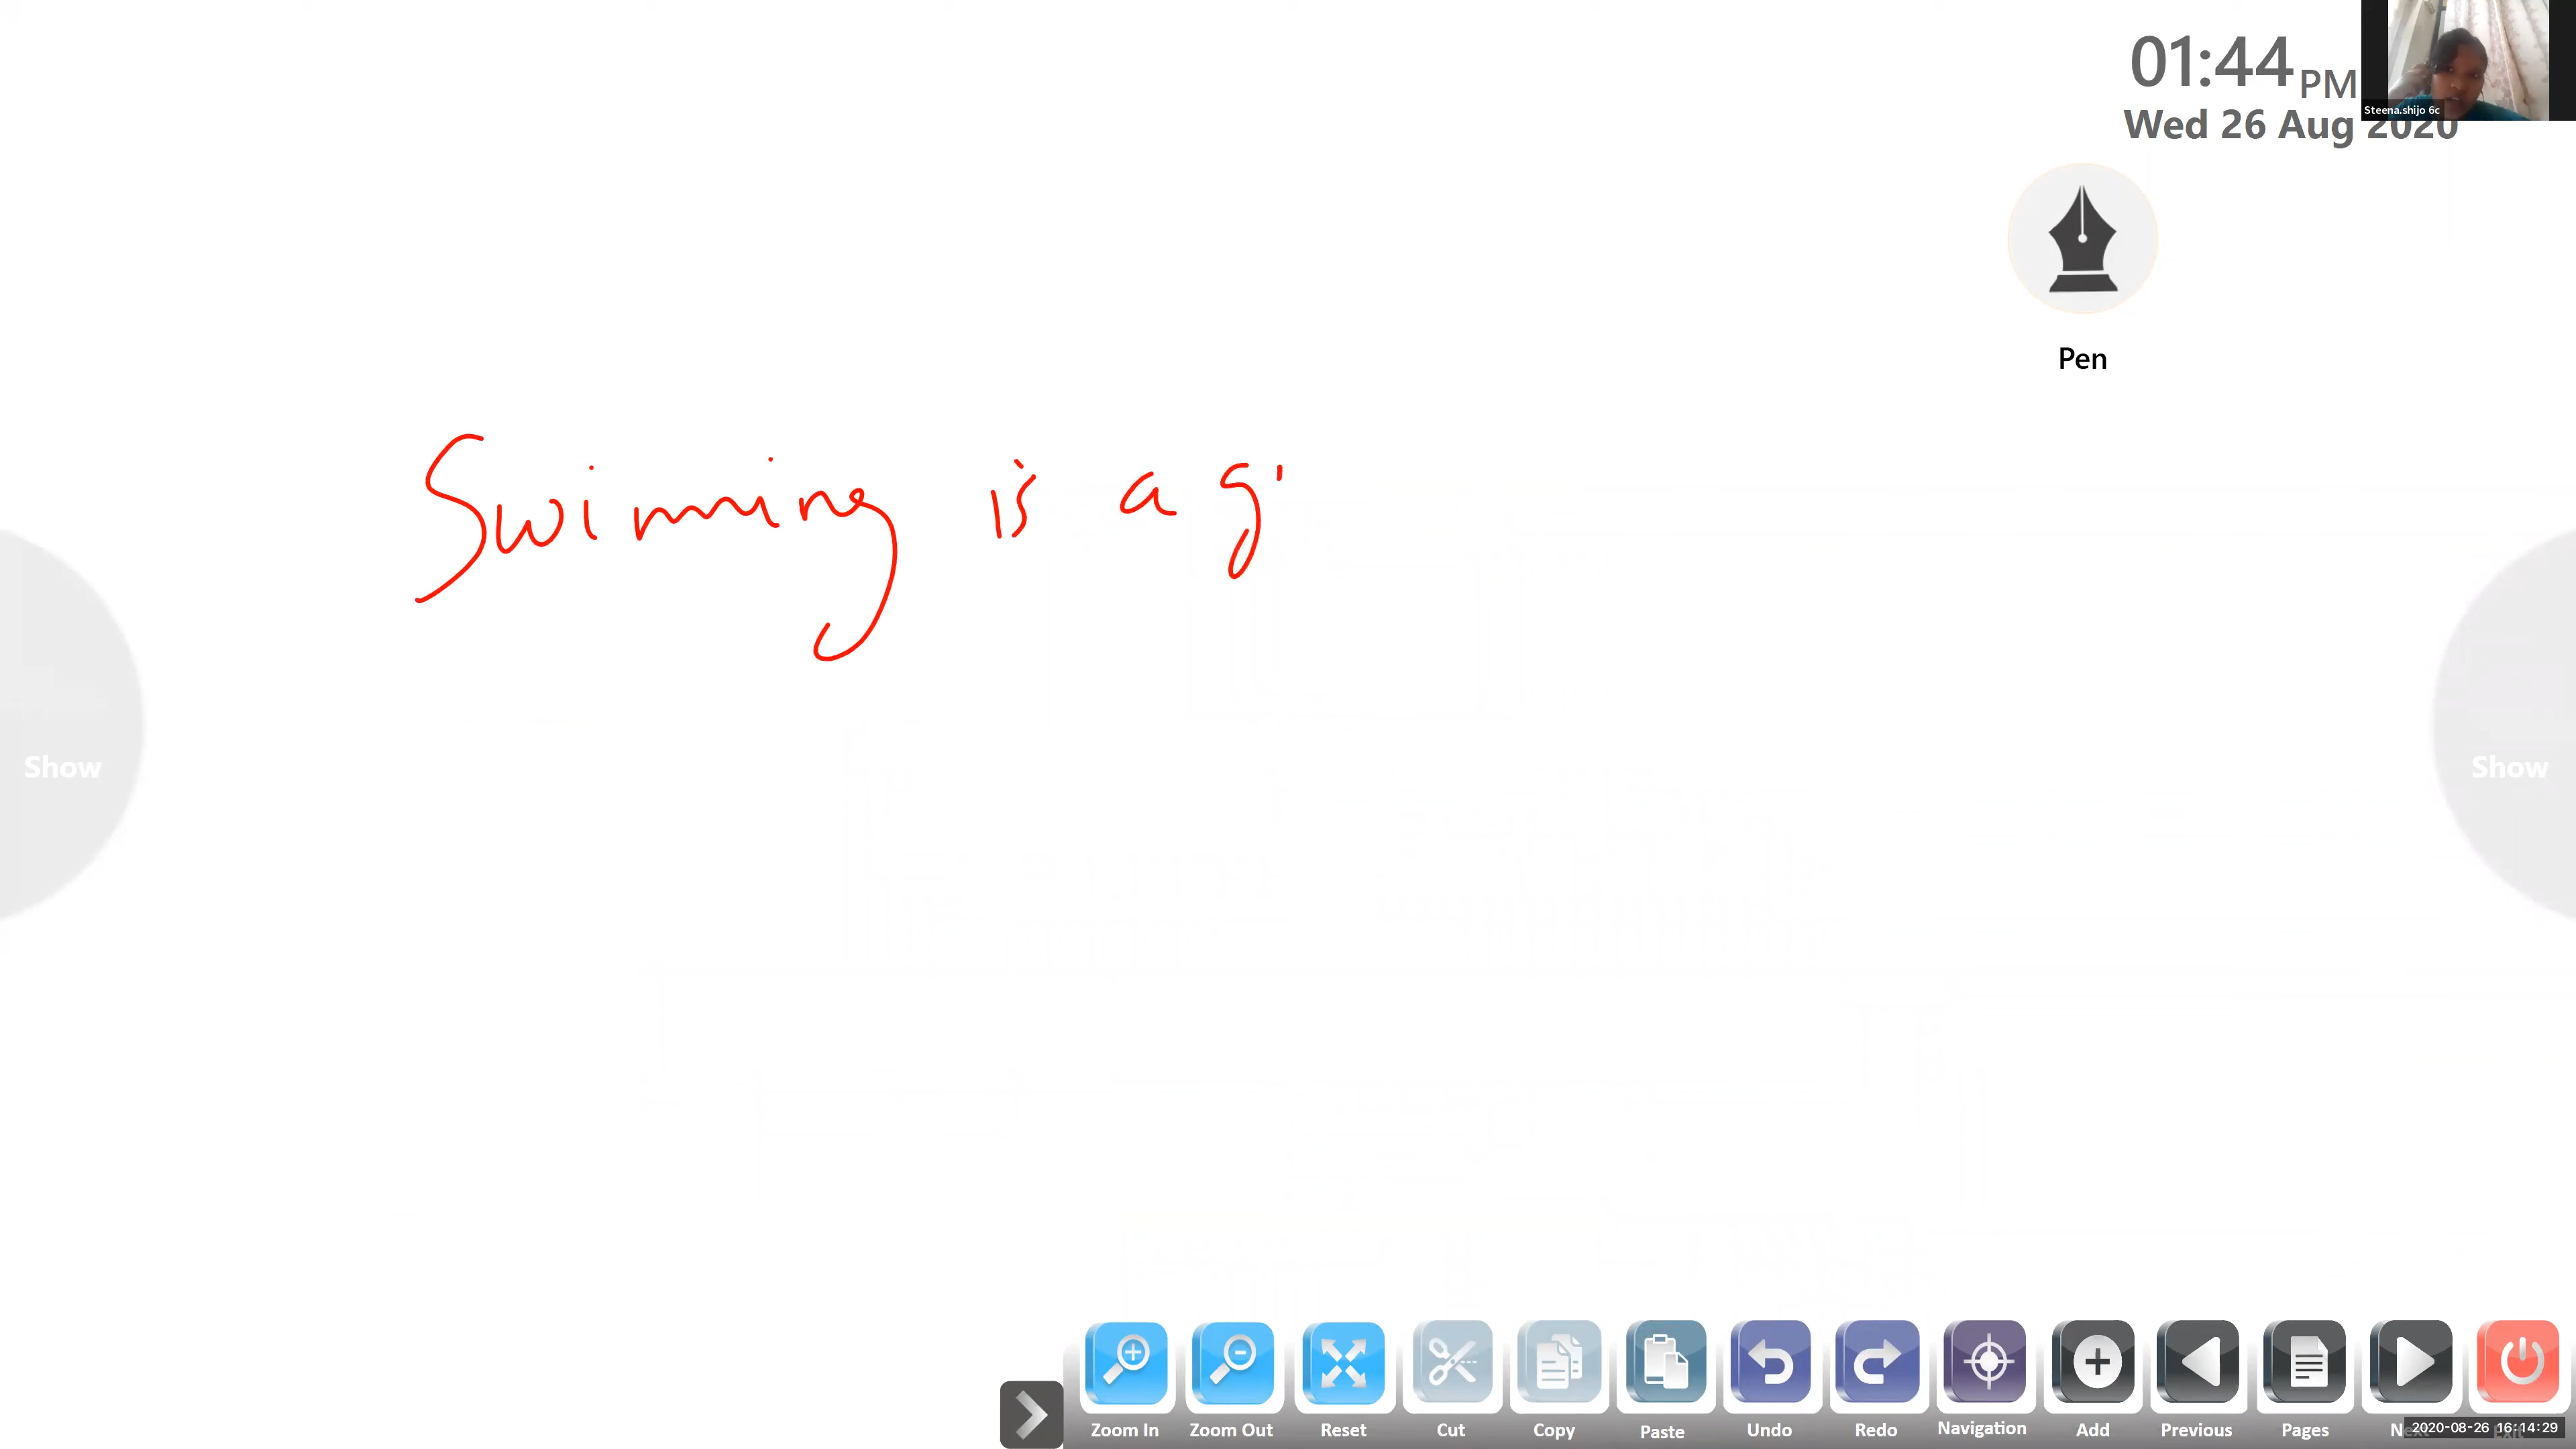 01:44 PM
Steena.shijo 6c
Wed 26 Aug 2020
Pen
Swimming is a g
Show
Show
Zoom In Zoom Out Reset Cut Copy Paste Undo Redo Navigation Add Previous Pages
2020-08-26 16:14:29